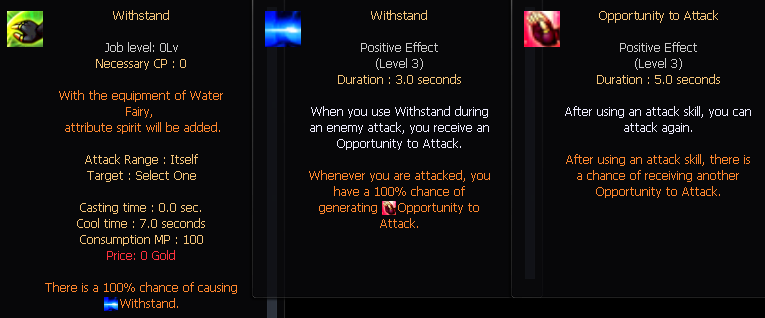 Withstand
Job level: 0Lv
Necessary CP : 0
With the equipment of Water
Fairy,
attribute spirit will be added.
Attack Range : Itself
Target : Select One
Casting time : 0.0 sec.
Cool time : 7.0 seconds
Consumption MP : 100
Price: 0 Gold
There is a 100% chance of causing
Withstand.
Withstand
Positive Effect
(Level 3)
Duration : 3.0 seconds
When you use Withstand during
an enemy attack, you receive an
Opportunity to Attack.
Whenever you are attacked, you
have a 100% chance of
generating Opportunity to
Attack.
Opportunity to Attack
Positive Effect
(Level 3)
Duration : 5.0 seconds
After using an attack skill, you can
attack again.
After using an attack skill, there is
a chance of receiving another
Opportunity to Attack.